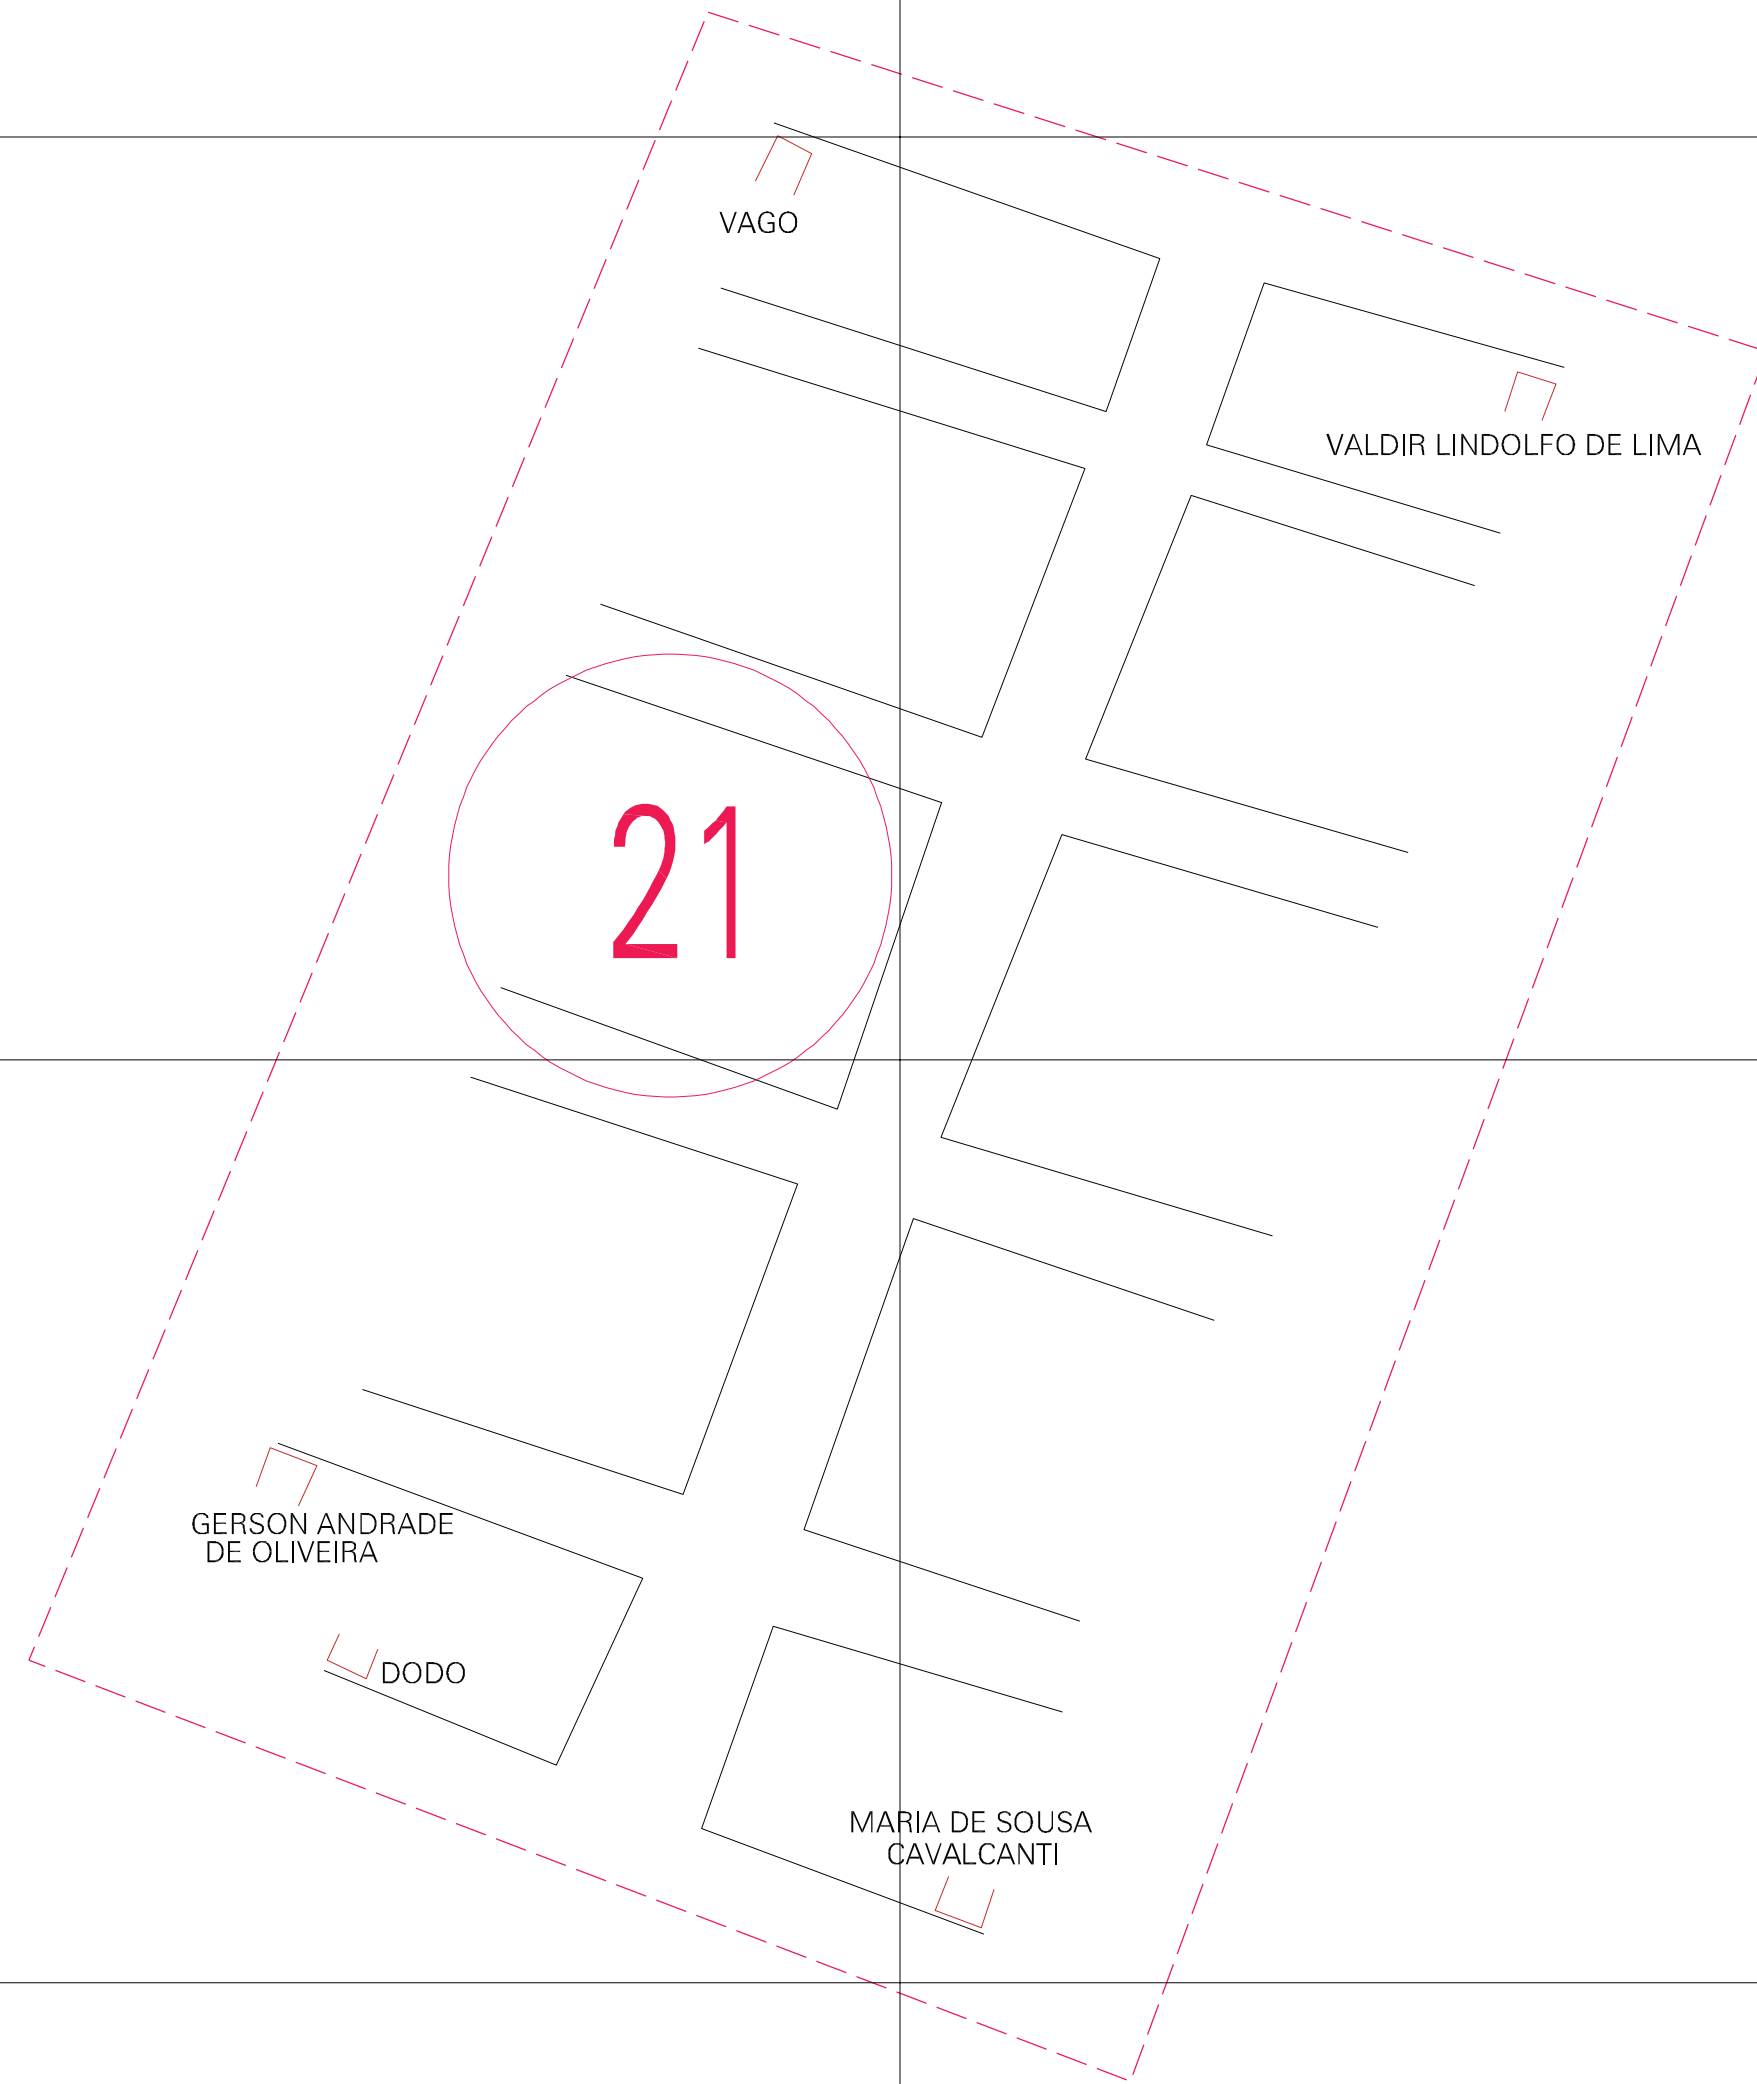 VAGO
VALDIR LINDOLFO DE LIMA
21
GERSON ANDRADE
DE OLIVEIRA
DODO
MARIA DE SOUSA
CAVALCANTI